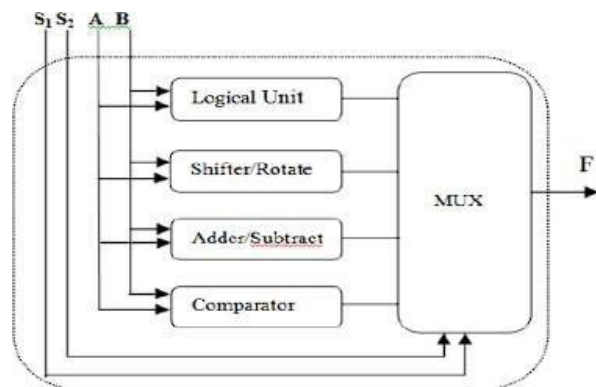 S₁ S₂ A B
Logical Unit
Shifter/Rotate
F
MUX
Adder/Subtract
Comparator